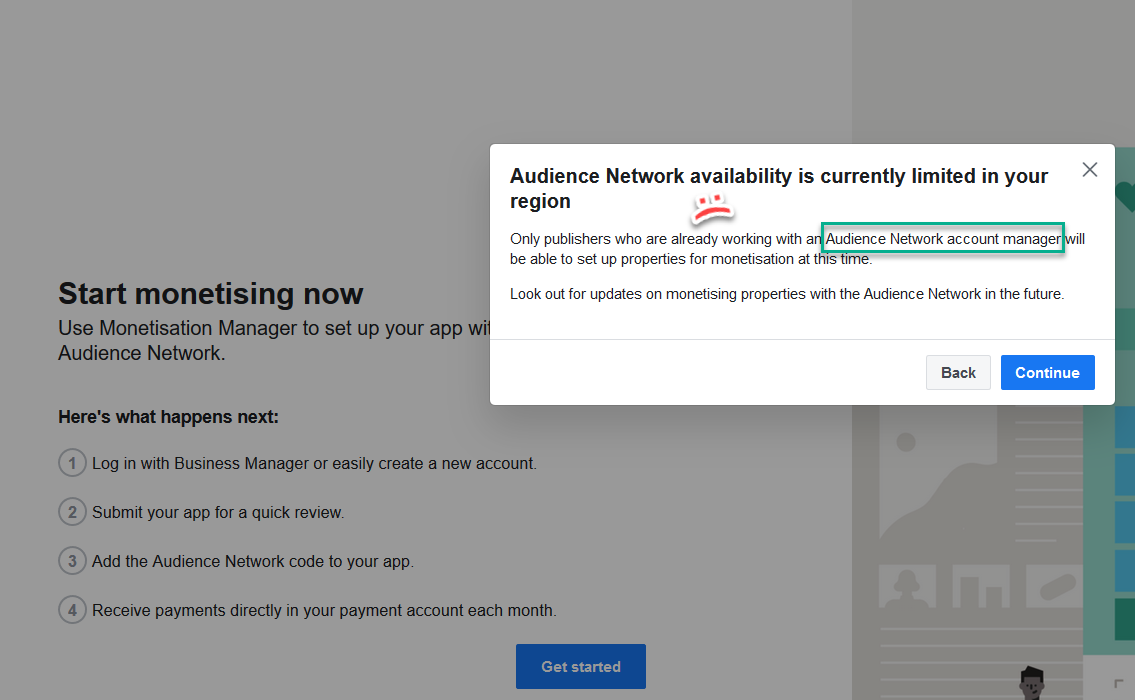 Audience Network availability is currently limited in your
region
Only publishers who are already working with an Audience Network account manager will
be able to set up properties for monetisation at this time.
Look out for updates on monetising properties with the Audience Network in the future.
Back
Continue
Start monetising now
Use Monetisation Manager to set up your app
Audience Network.
Here's what happens next:
1 Log in with Business Manager or easily create a new account.
2 Submit your app for a quick review.
3 Add the Audience Network code to your app.
4 Receive payments directly in your payment account each month.
Get started